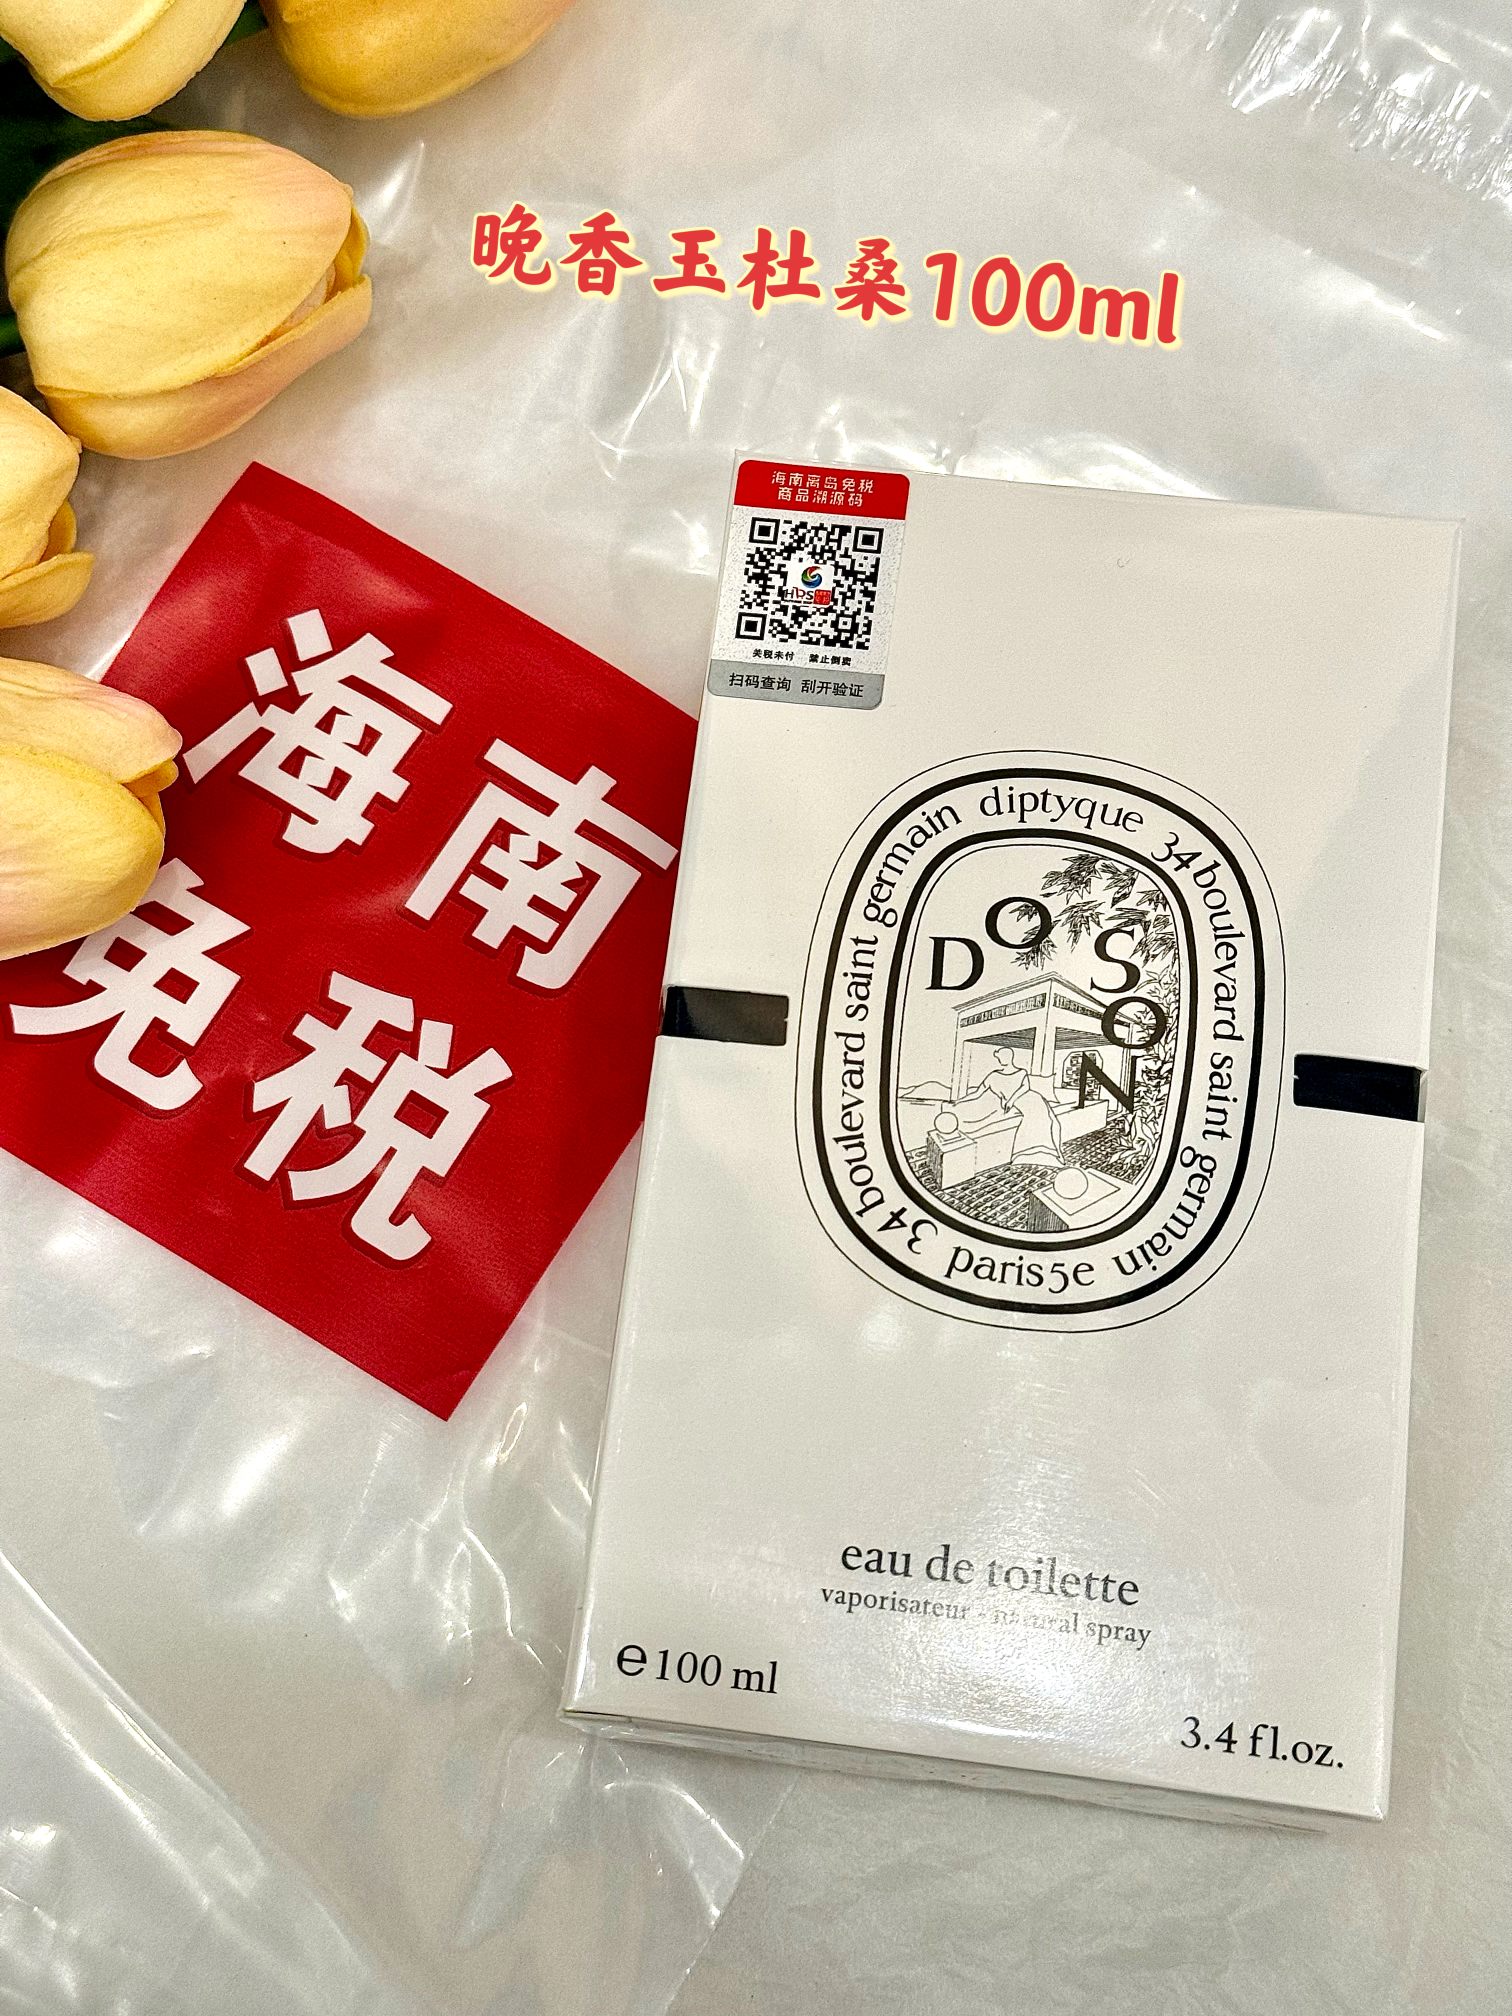 晚香玉杜桑100ml
海南离岛免税
商品溯源码
HDS
关税未付 禁止倒卖
扫码查询 刮开验证
海南
免税
diptyque 34 boulevard saint germain paris5e 34 boulevard saint germain
DO SON
eau de toilette
vaporisateur - natural spray
e 100 ml
3.4 fl.oz.